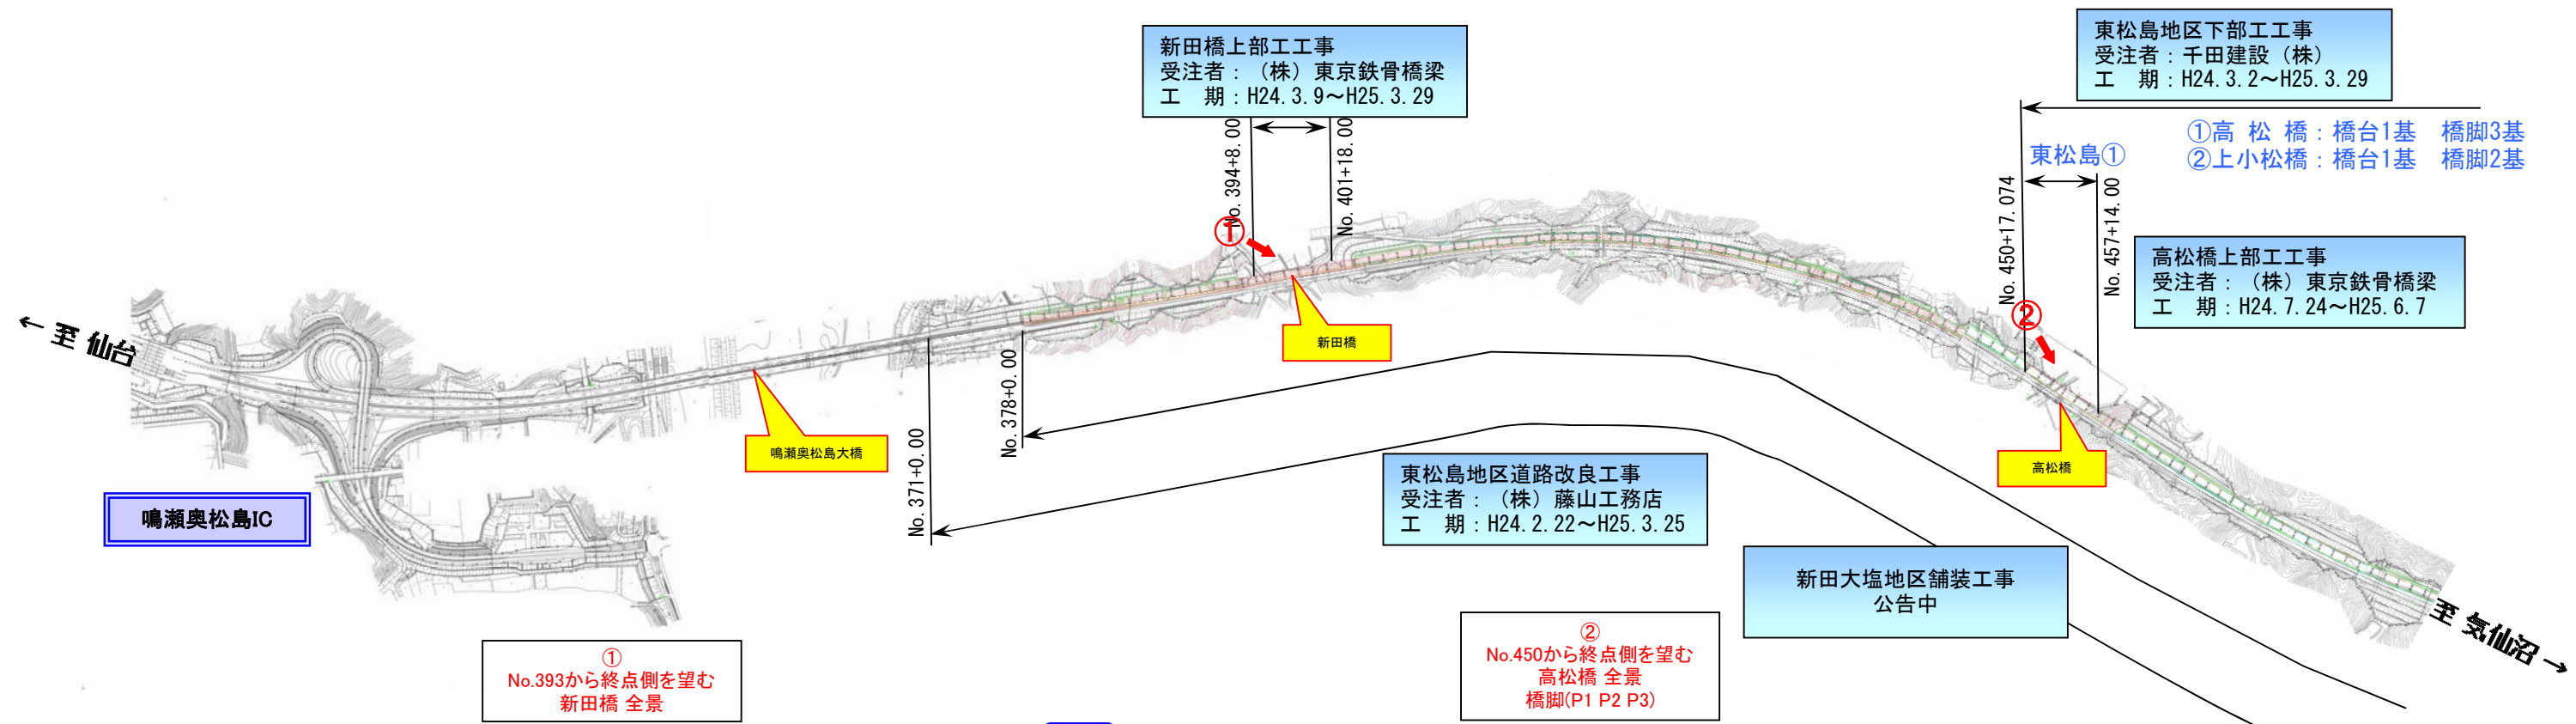 新田橋上部工工事
受注者：（株）東京鉄骨橋梁
工　期：H24.3.9～H25.3.29
東松島地区下部工工事
受注者：千田建設（株）
工　期：H24.3.2～H25.3.29
①高 松 橋：橋台1基　橋脚3基
②上小松橋：橋台1基　橋脚2基
東松島①
No.394+8.00
No.401+18.00
No.450+17.074
No.457+14.00
①
②
高松橋上部工工事
受注者：（株）東京鉄骨橋梁
工　期：H24.7.24～H25.6.7
← 至 仙台
新田橋
鳴瀬奥松島大橋
高松橋
No.371+0.00
No.378+0.00
鳴瀬奥松島IC
東松島地区道路改良工事
受注者：（株）藤山工務店
工　期：H24.2.22～H25.3.25
新田大塩地区舗装工事
公告中
至 気仙沼 →
①
No.393から終点側を望む
新田橋 全景
②
No.450から終点側を望む
高松橋 全景
橋脚(P1 P2 P3)